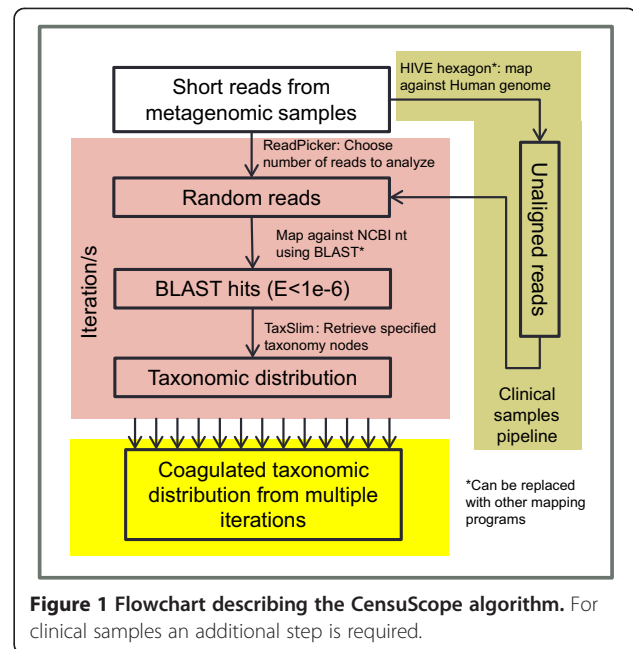 Short reads from
metagenomic samples
HIVE hexagon*: map
against Human genome
ReadPicker: Choose
number of reads to analyze
Random reads
Map against NCBI nt
using BLAST*
BLAST hits (E<1e-6)
TaxSlim: Retrieve specified
taxonomy nodes
Taxonomic distribution
Iteration/s
Unaligned reads
Clinical
samples
pipeline
Coagulated taxonomic
distribution from multiple
iterations
*Can be replaced
with other mapping
programs
Figure 1 Flowchart describing the CensuScope algorithm. For
clinical samples an additional step is required.